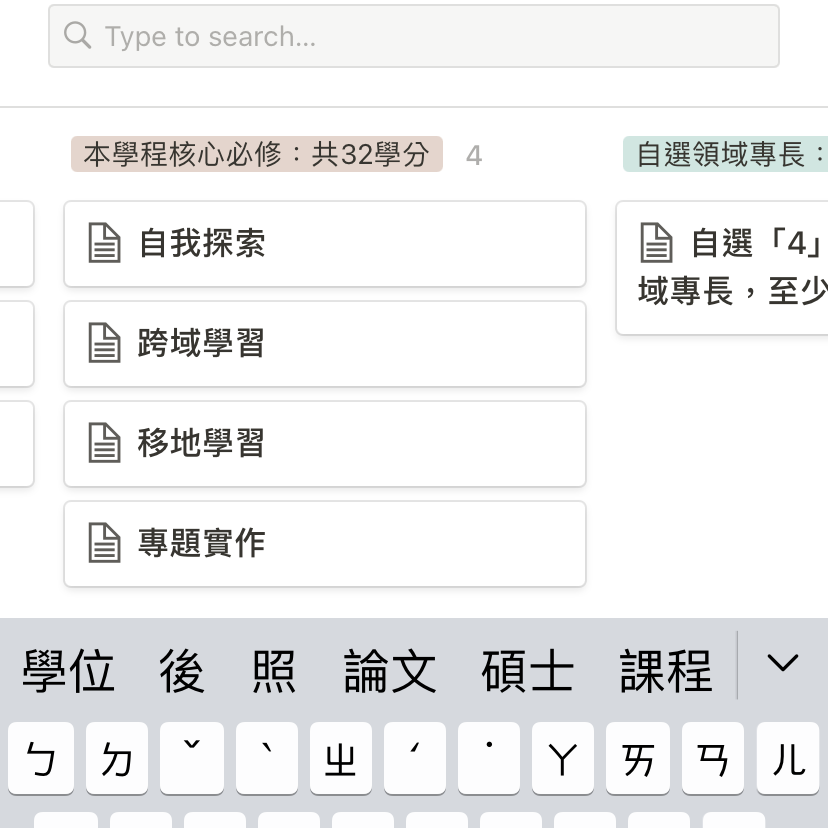 Type to search...
本學程核心必修：共32學分 4
自選領域專長：
自我探索
跨域學習
移地學習
專題實作
自選「4」
域專長，至少
學位 後 照 論文 碩士 課程
ㄅ ㄉ ˇ ˋ ㄓ ˊ ˙ ㄚ ㄞ ㄢ ㄦ